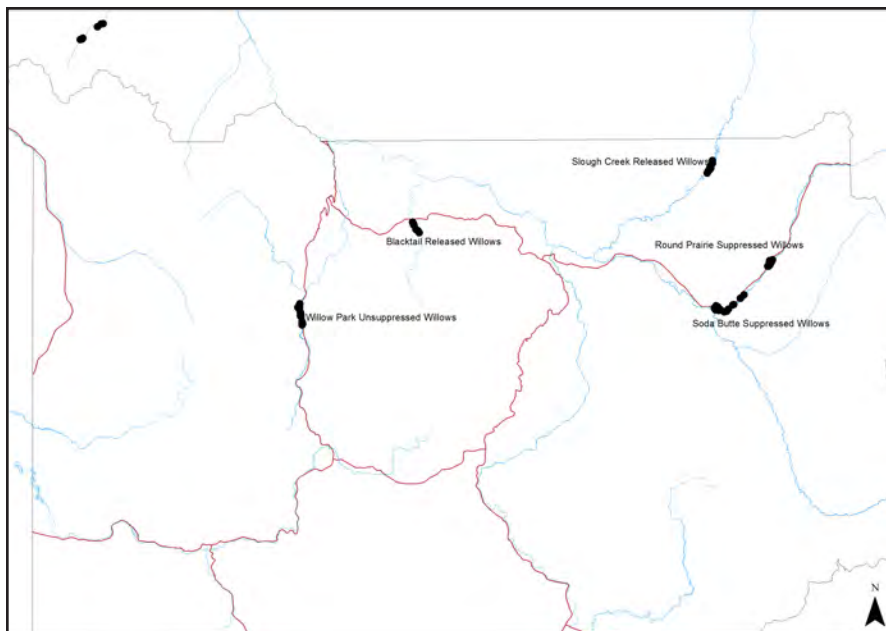 Slough Creek Released Willows
Blacktail Released Willows
Round Prairie Suppressed Willows
Willow Park Unsuppressed Willows
Soda Butte Suppressed Willows
N